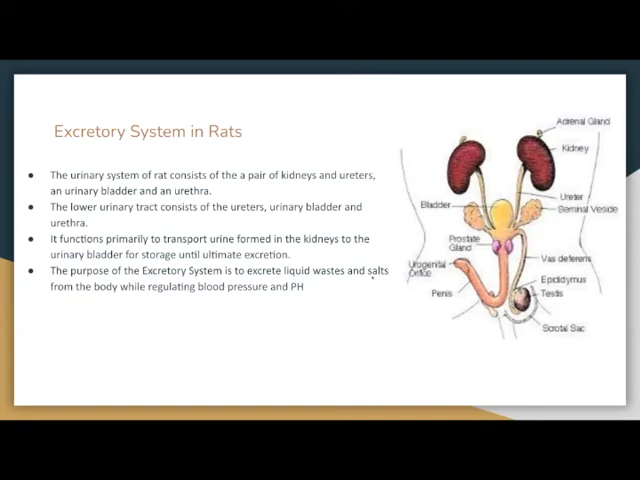 Excretory System in Rats
● The urinary system of rat consists of the a pair of kidneys and ureters,
an urinary bladder and an urethra.
● The lower urinary tract consists of the ureters, urinary bladder and
urethra.
● It functions primarily to transport urine formed in the kidneys to the
urinary bladder for storage until ultimate excretion.
● The purpose of the Excretory System is to excrete liquid wastes and salts
from the body while regulating blood pressure and PH
Adrenal Gland
Kidney
Ureter
Bladder
Seminal Veside
Prostate
Gland
Urogenital
Orifice
Vas deferens
Epididymus
Penis
Testis
Scrotal Sac